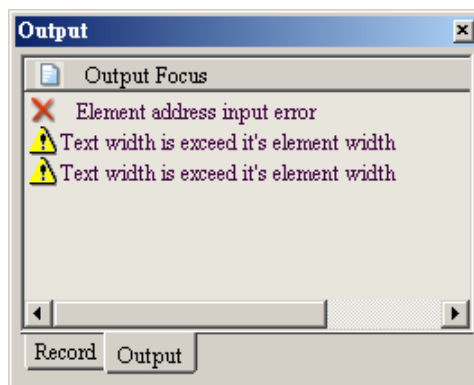 Output
Output Focus
Element address input error
Text width is exceed it's element width
Text width is exceed it's element width
Record Output